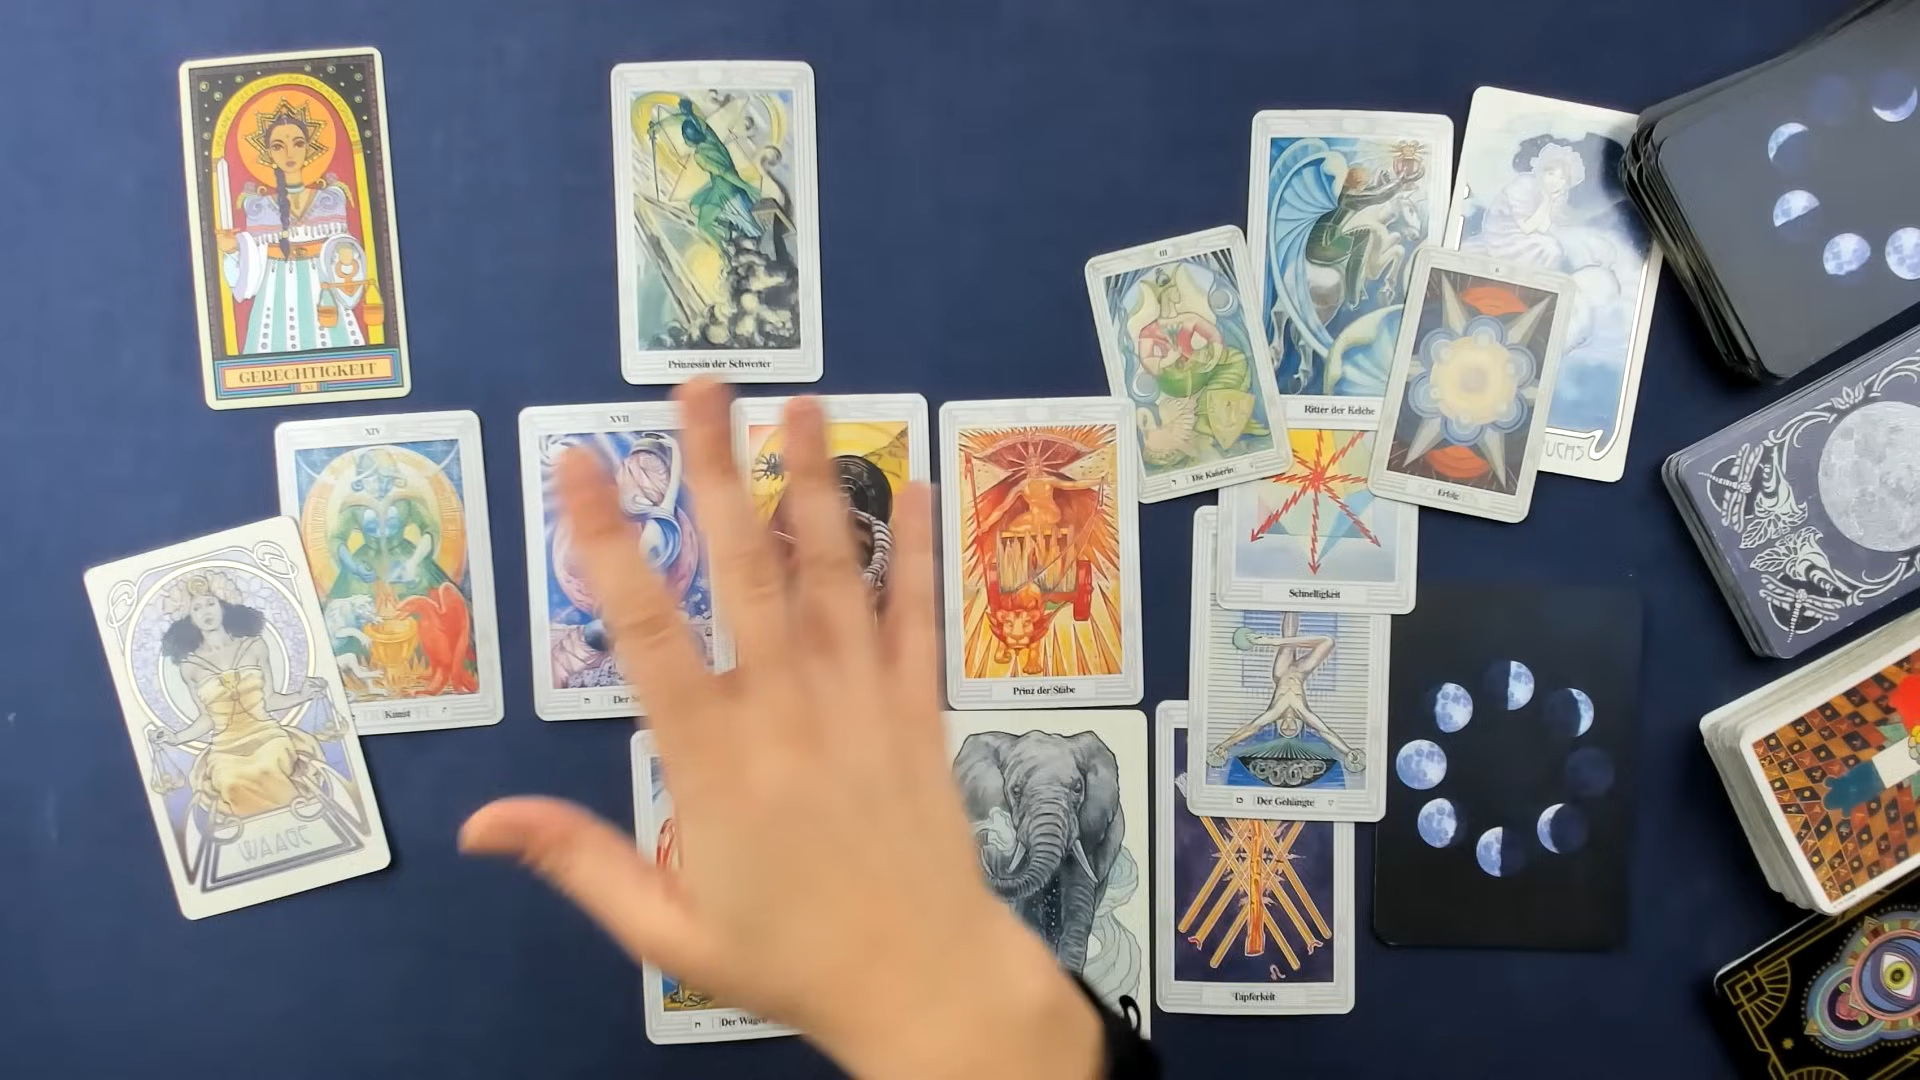 GERECHTIGKEIT
XI
Prinzessin der Schwerter
III
Die Kaiserin
Ritter der Kelche
Erfolg
XIV
Kunst
XVII
Der
Prinz der Stäbe
Schnelligkeit
Der Gehängte
WAAGE
Der Wagen
Tapferkeit